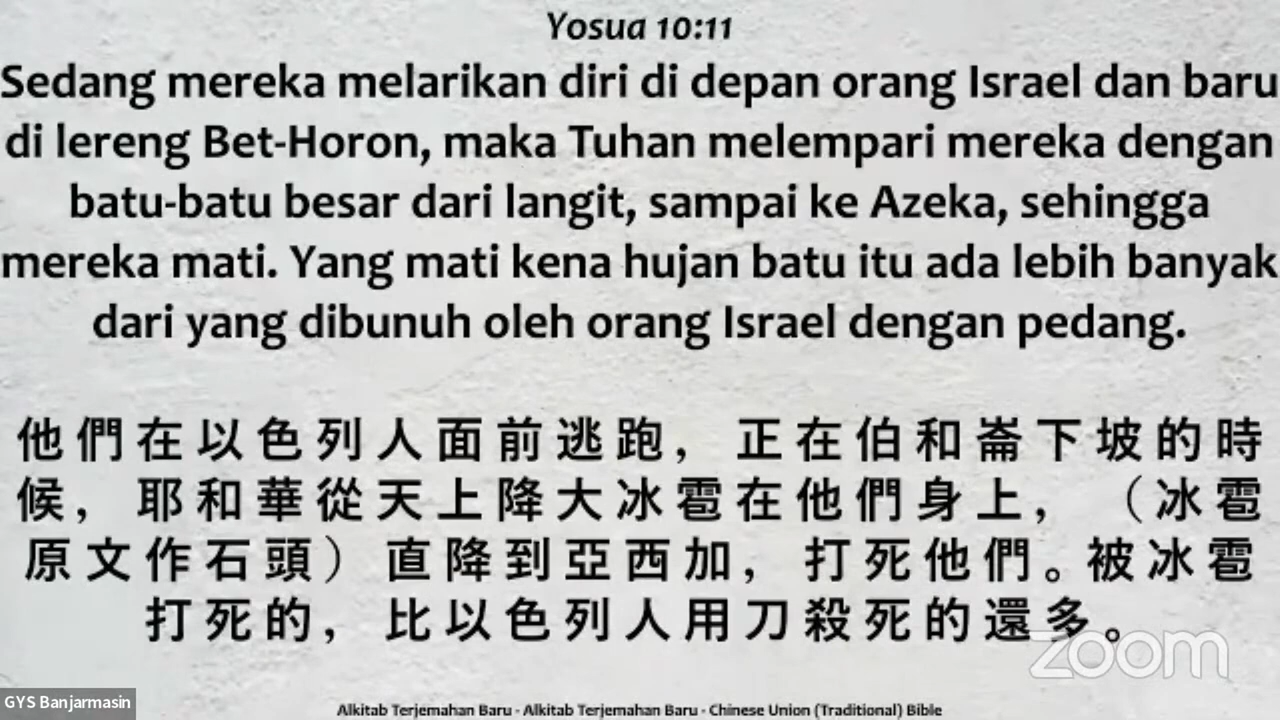 Yosua 10:11
Sedang mereka melarikan diri di depan orang Israel dan baru
di lereng Bet-Horon, maka Tuhan melempari mereka dengan
batu-batu besar dari langit, sampai ke Azeka, sehingga
mereka mati. Yang mati kena hujan batu itu ada lebih banyak
dari yang dibunuh oleh orang Israel dengan pedang.
他們在以色列人面前逃跑，正在伯和崙下坡的時
候，耶和華從天上降大冰雹在他們身上，（冰雹
原文作石頭）直降到亞西加，打死他們。被冰雹
打死的，比以色列人用刀殺死的還多。
zoom
GYS Banjarmasin
Alkitab Terjemahan Baru - Alkitab Terjemahan Baru - Chinese Union (Traditional) Bible